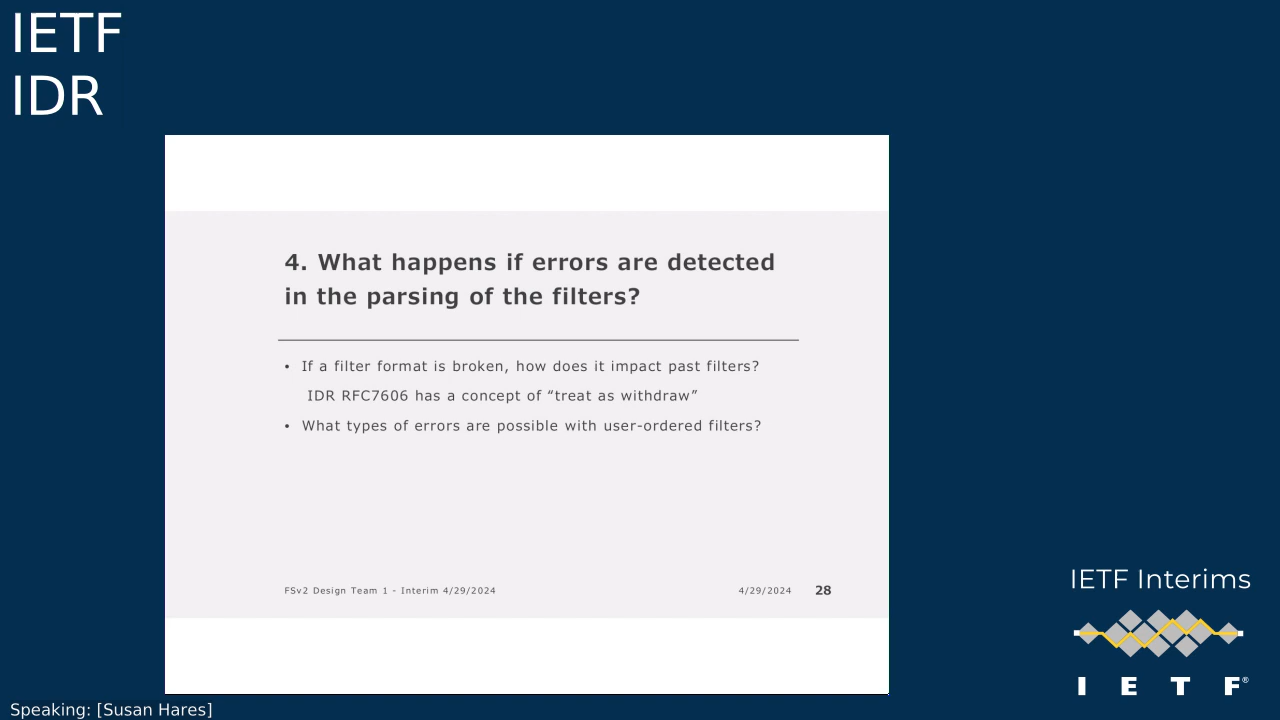 IETF
IDR
4. What happens if errors are detected
in the parsing of the filters?
• If a filter format is broken, how does it impact past filters?
IDR RFC7606 has a concept of “treat as withdraw”
• What types of errors are possible with user-ordered filters?
FSv2 Design Team 1 - Interim 4/29/2024
4/29/2024
28
IETF Interims
I E T F®
Speaking: [Susan Hares]